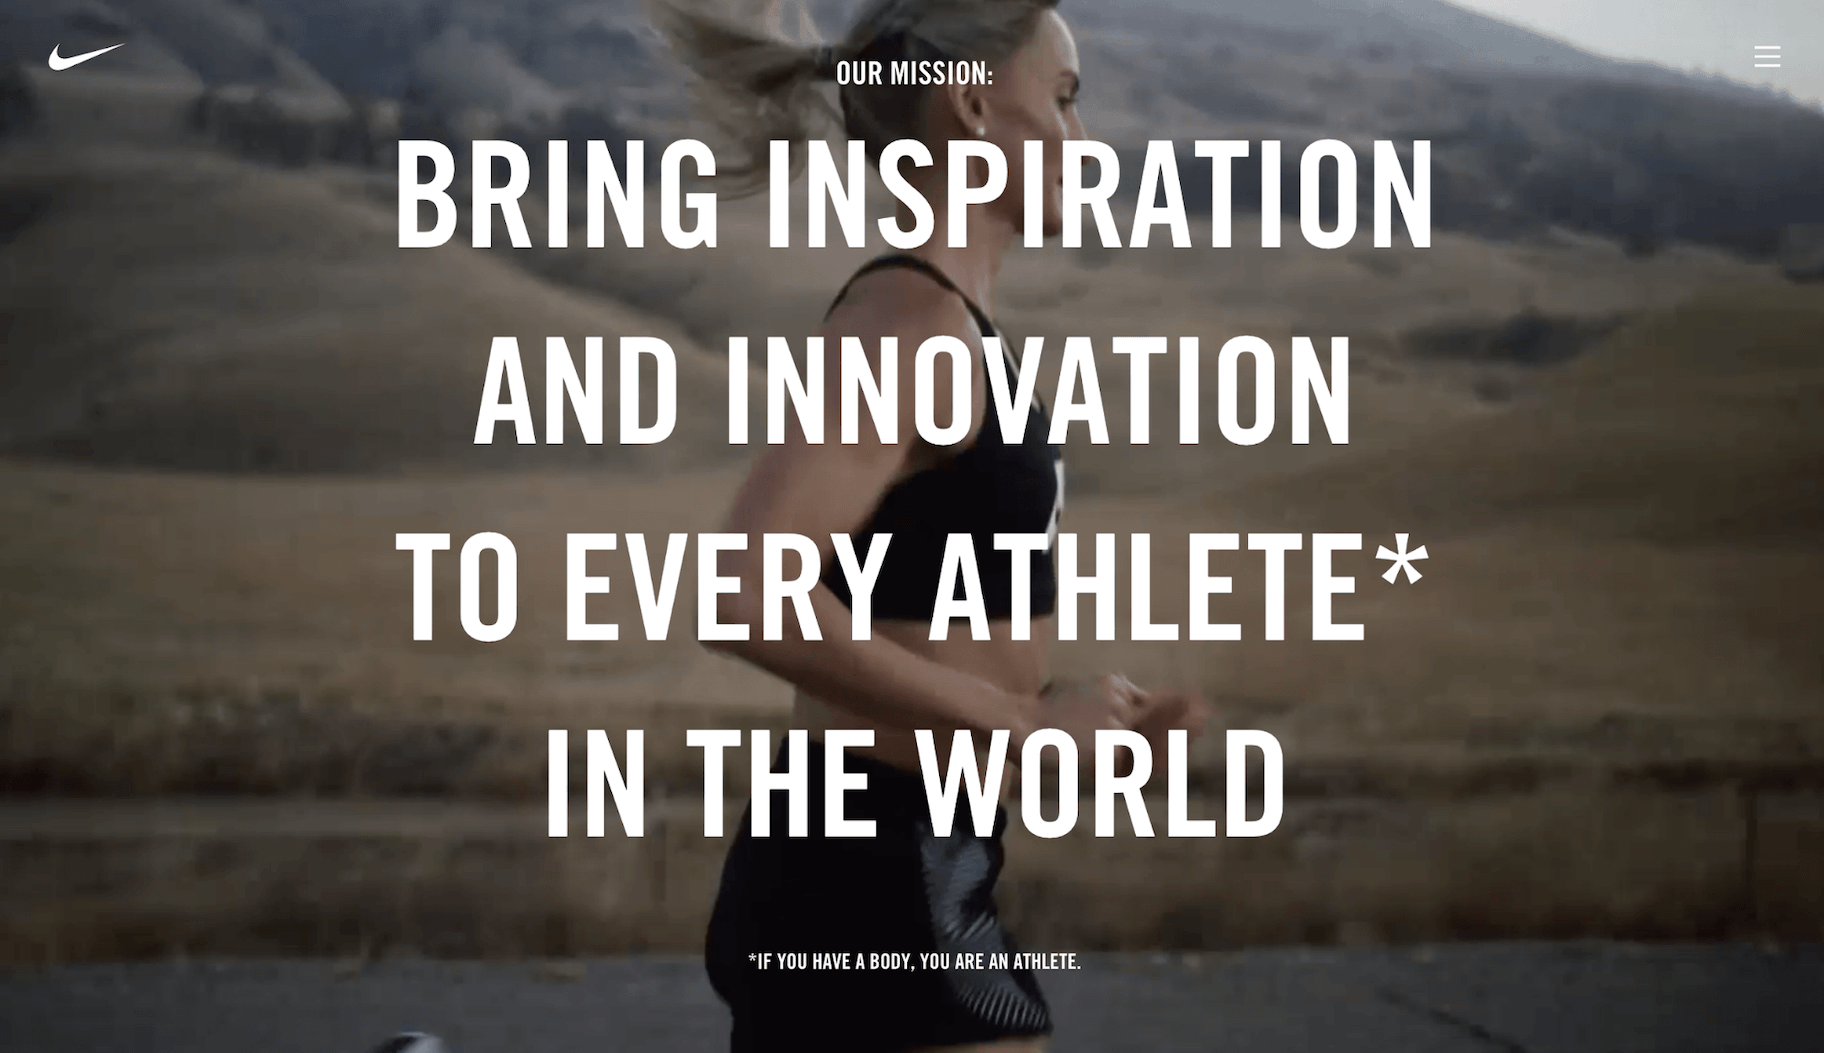 OUR MISSION:
BRING INSPIRATION
AND INNOVATION
TO EVERY ATHLETE*
IN THE WORLD
*IF YOU HAVE A BODY, YOU ARE AN ATHLETE.